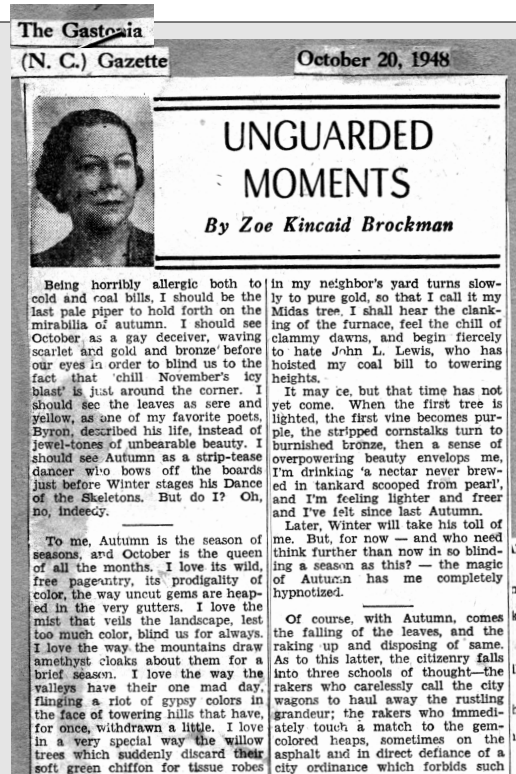 The Gastonia
(N. C.) Gazette
October 20, 1948
UNGUARDED
MOMENTS
By Zoe Kincaid Brockman
Being horribly allergic both to
cold and coal bills, I should be the
last pale piper to hold forth on the
mirabilia of autumn. I should see
October as a gay deceiver, waving
scarlet and gold and bronze before
our eyes in order to blind us to the
fact that 'chill November's icy
blast' is just around the corner. I
should see the leaves as sere and
yellow, as one of my favorite poets,
Byron, described his life, instead of
jewel-tones of unbearable beauty. I
should see Autumn as a strip-tease
dancer who bows off the boards
just before Winter stages his Dance
of the Skeletons. But do I? Oh,
no, indeedy.
To me, Autumn is the season of
seasons, and October is the queen
of all the months. I love its wild,
free pageantry, its prodigality of
color, the way uncut gems are heap-
ed in the very gutters. I love the
mist that veils the landscape, lest
too much color, blind us for always.
I love the way the mountains draw
amethyst cloaks about them for a
brief season. I love the way the
valleys have their one mad day,
flinging a riot of gypsy colors in
the face of towering hills that have,
for once, withdrawn a little. I love
in a very special way the willow
trees which suddenly discard their
soft green chiffon for tissue robes
in my neighbor's yard turns slow-
ly to pure gold, so that I call it my
Midas tree. I shall hear the clank-
ing of the furnace, feel the chill of
clammy dawns, and begin fiercely
to hate John L. Lewis, who has
hoisted my coal bill to towering
heights.
It may ce, but that time has not
yet come. When the first tree is
lighted, the first vine becomes pur-
ple, the stripped cornstalks turn to
burnished bronze, then a sense of
overpowering beauty envelops me,
I'm drinking 'a nectar never brew-
ed in tankard scooped from pearl',
and I'm feeling lighter and freer
and I've felt since last Autumn.
Later, Winter will take his toll of
me. But, for now — and who need
think further than now in so blind-
ing a season as this? — the magic
of Autumn has me completely
hypnotized.
Of course, with Autumn, comes
the falling of the leaves, and the
raking up and disposing of same.
As to this latter, the citizenry falls
into three schools of thought—the
rakers who carelessly call the city
wagons to haul away the rustling
grandeur; the rakers who immedi-
ately touch a match to the gem-
colored heaps, sometimes on the
asphalt and in direct defiance of a
city ordinance which forbids such